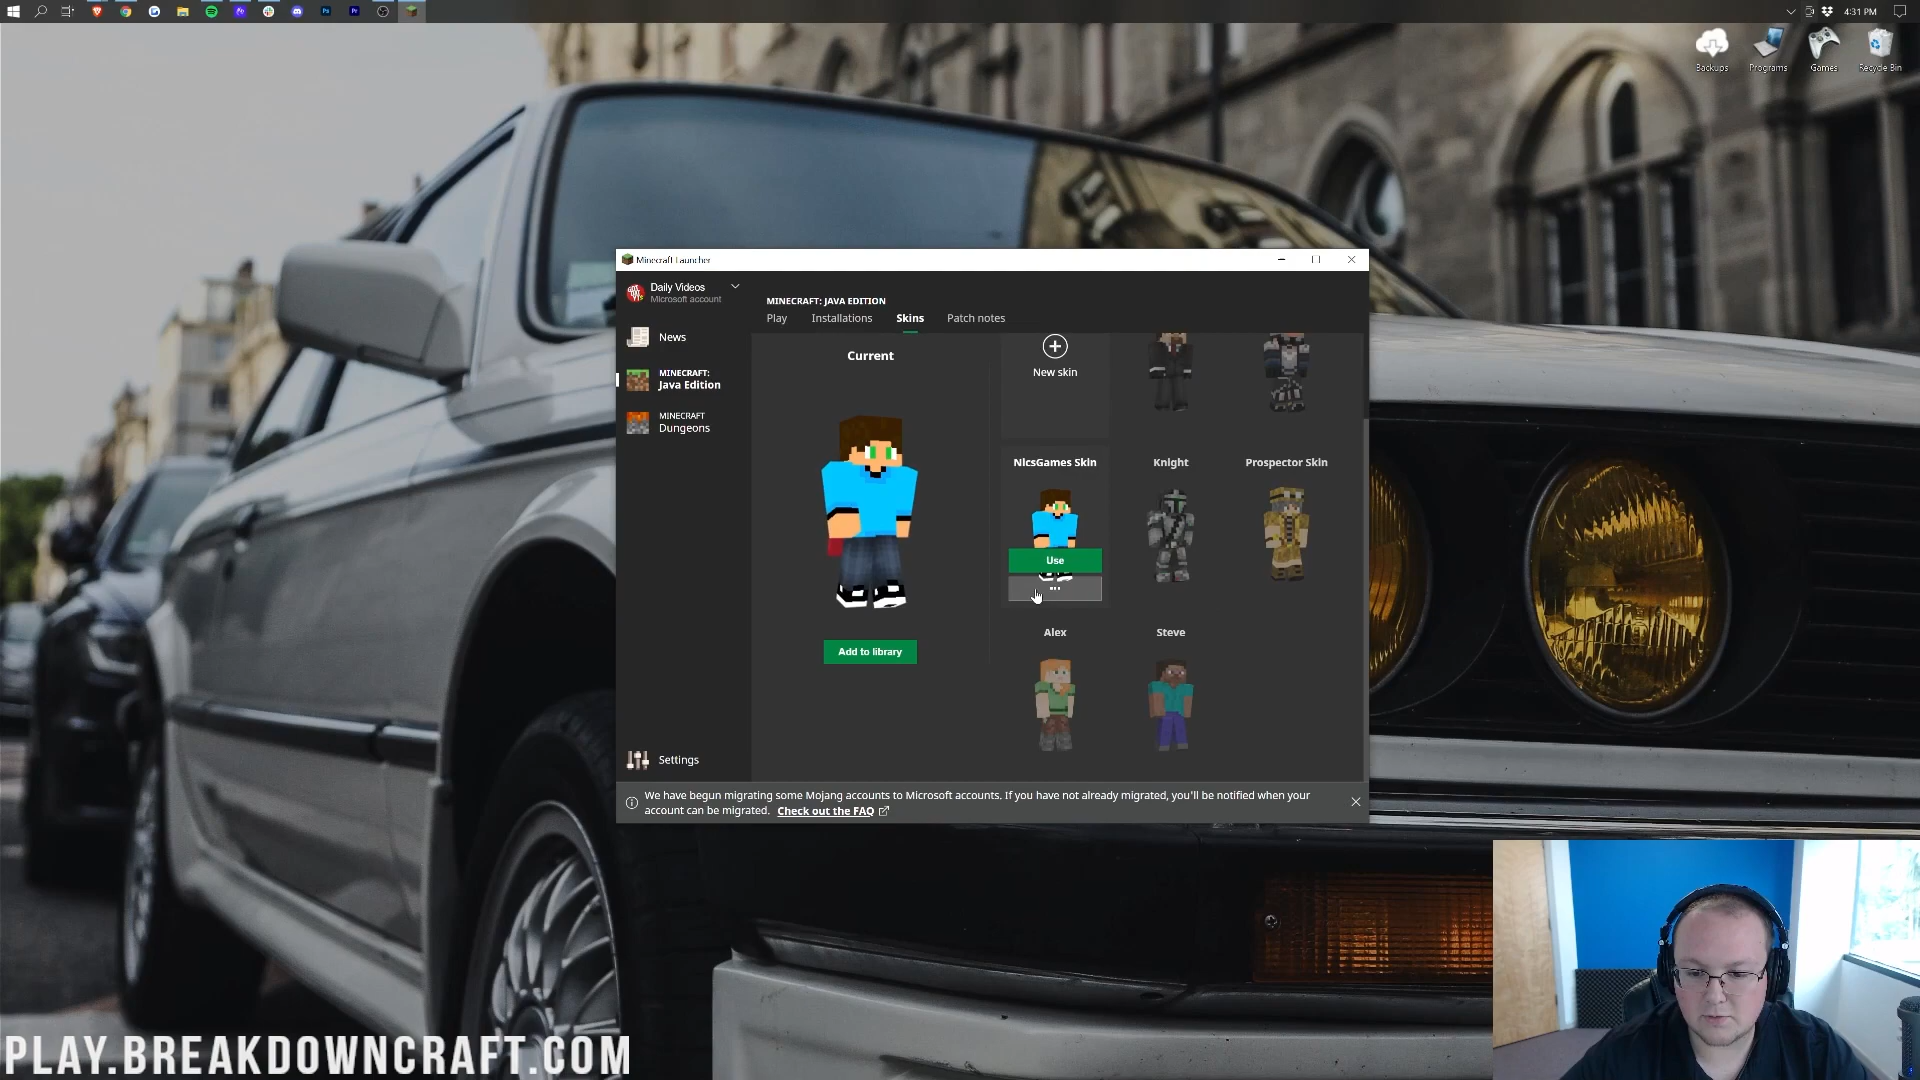 4:31 PM
Backups
Programs
Games
Recycle Bin
Minecraft Launcher
Daily Videos
Microsoft account
News
MINECRAFT:
Java Edition
MINECRAFT
Dungeons
Settings
MINECRAFT: JAVA EDITION
Play
Installations
Skins
Patch notes
Current
Add to library
New skin
NicsGames Skin
Knight
Prospector Skin
Use
...
Alex
Steve
We have begun migrating some Mojang accounts to Microsoft accounts. If you have not already migrated, you'll be notified when your
account can be migrated. Check out the FAQ
PLAY.BREAKDOWNCRAFT.COM